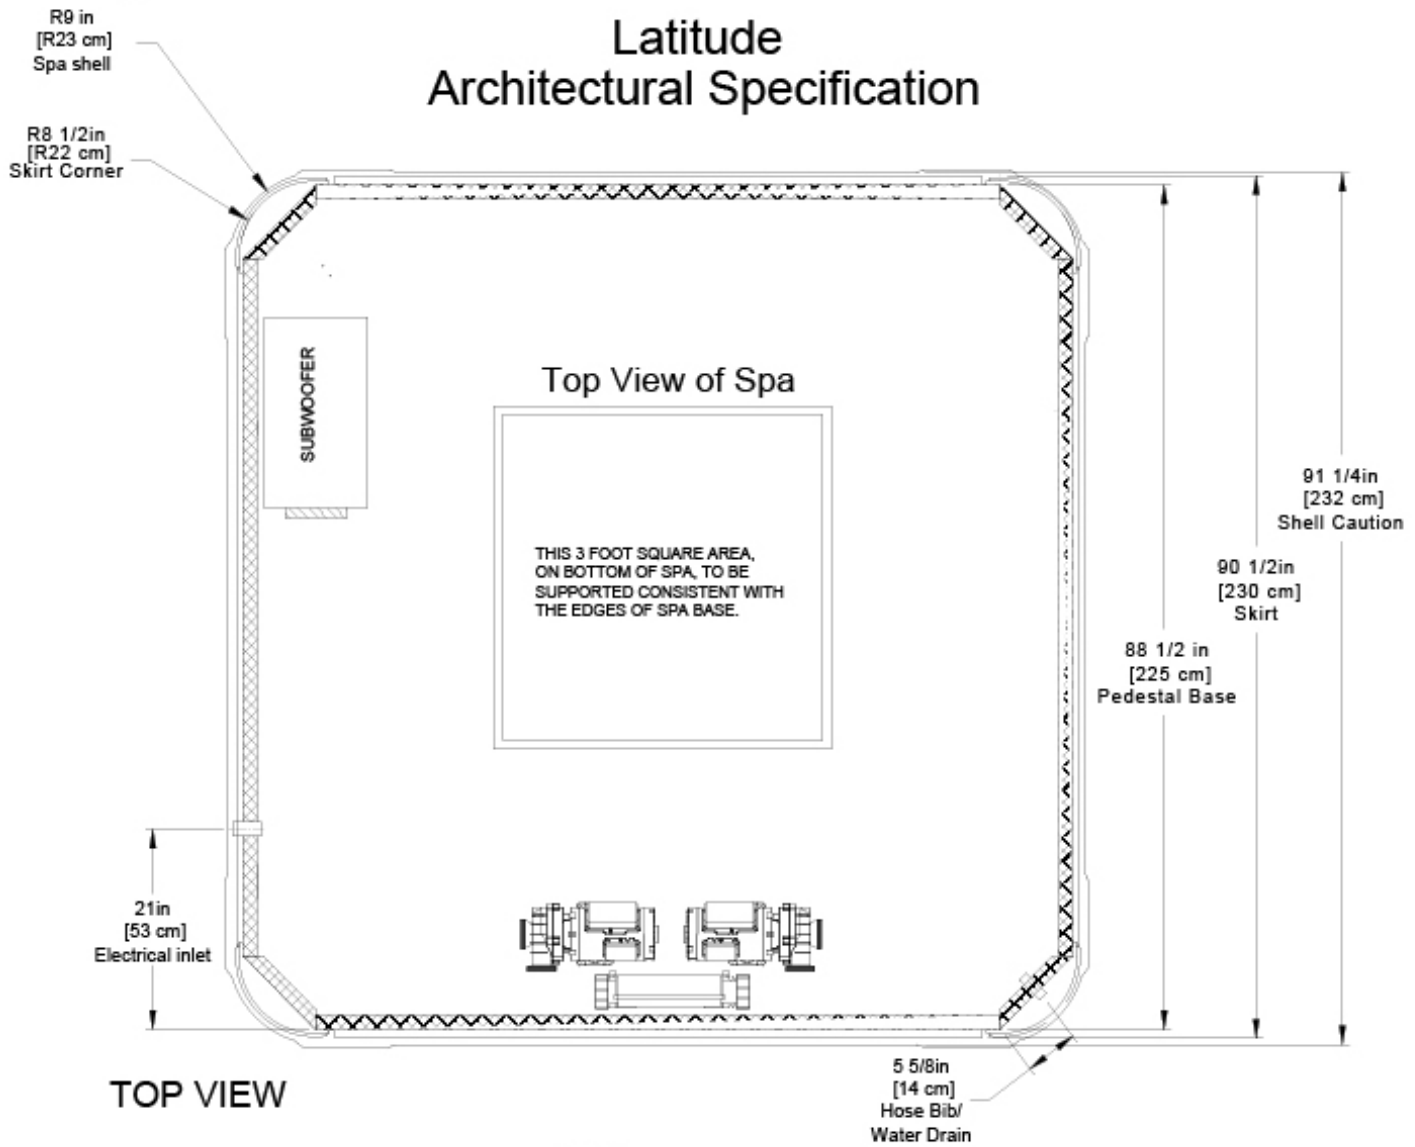 Latitude
Architectural Specification
R9 in
[R23 cm]
Spa shell
R8 1/2in
[R22 cm]
Skirt Corner
SUBWOOFER
Top View of Spa
THIS 3 FOOT SQUARE AREA,
ON BOTTOM OF SPA, TO BE
SUPPORTED CONSISTENT WITH
THE EDGES OF SPA BASE.
91 1/4in
[232 cm]
Shell Caution
90 1/2in
[230 cm]
Skirt
88 1/2 in
[225 cm]
Pedestal Base
21in
[53 cm]
Electrical inlet
5 5/8in
[14 cm]
Hose Bib/
Water Drain
TOP VIEW